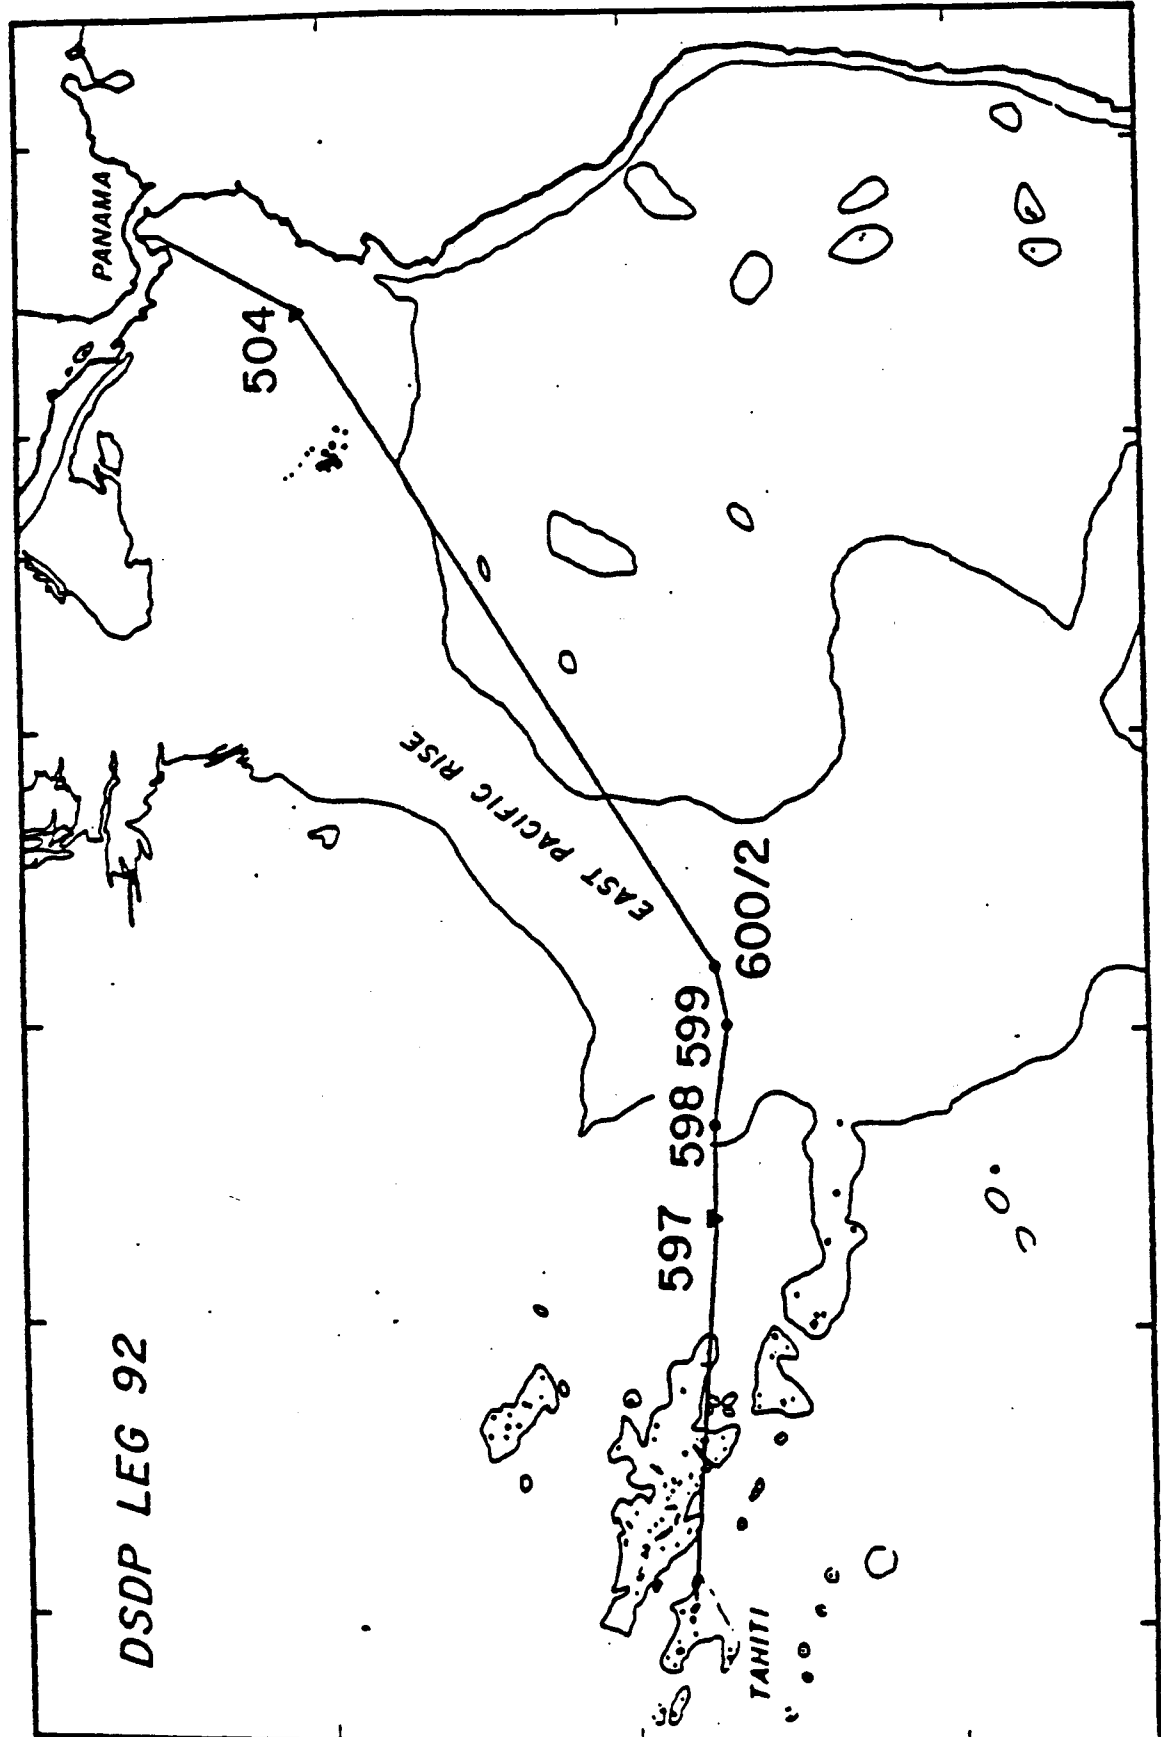 DSDP LEG 92
PANAMA
504
EAST PACIFIC RISE
597
598
599
600/2
TAHITI